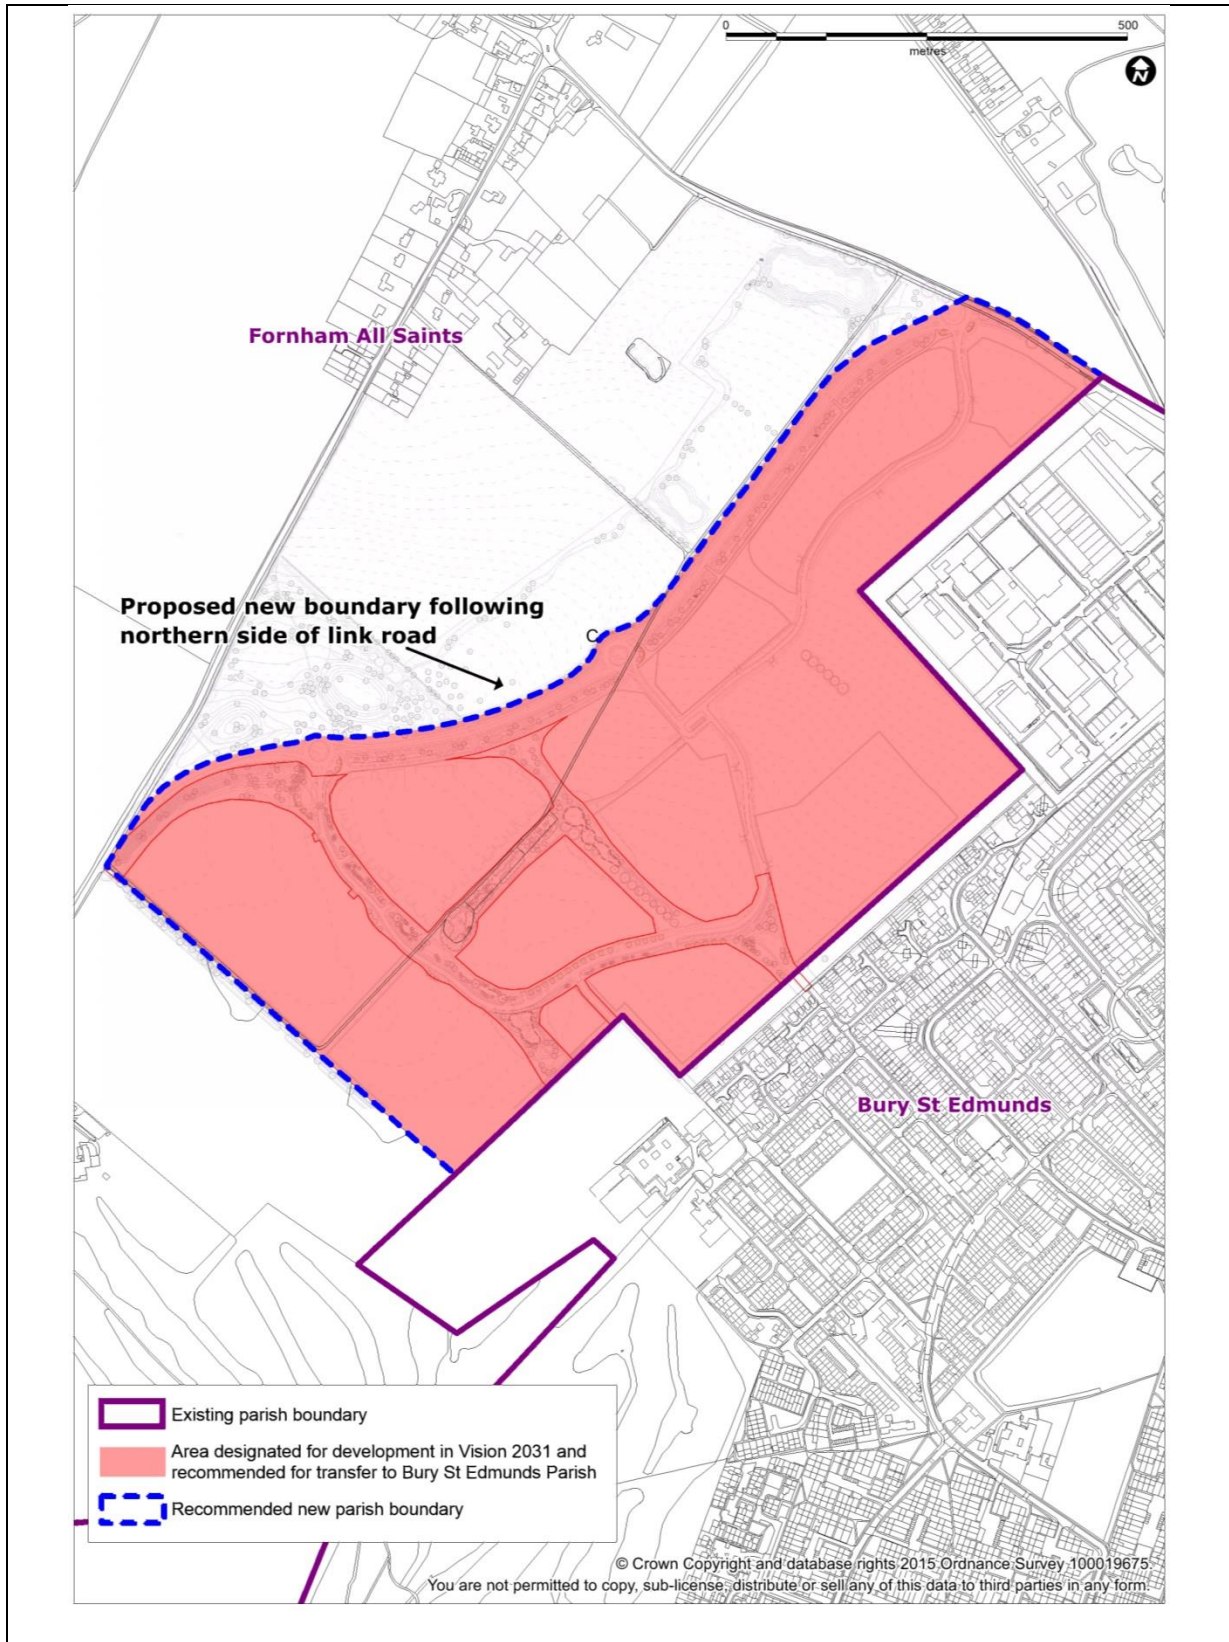 0 500
metres
N
Fornham All Saints
Proposed new boundary following
northern side of link road
C
Bury St Edmunds
Existing parish boundary
Area designated for development in Vision 2031 and
recommended for transfer to Bury St Edmunds Parish
Recommended new parish boundary
© Crown Copyright and database rights 2015 Ordnance Survey 100019675.
You are not permitted to copy, sub-license, distribute or sell any of this data to third parties in any form.